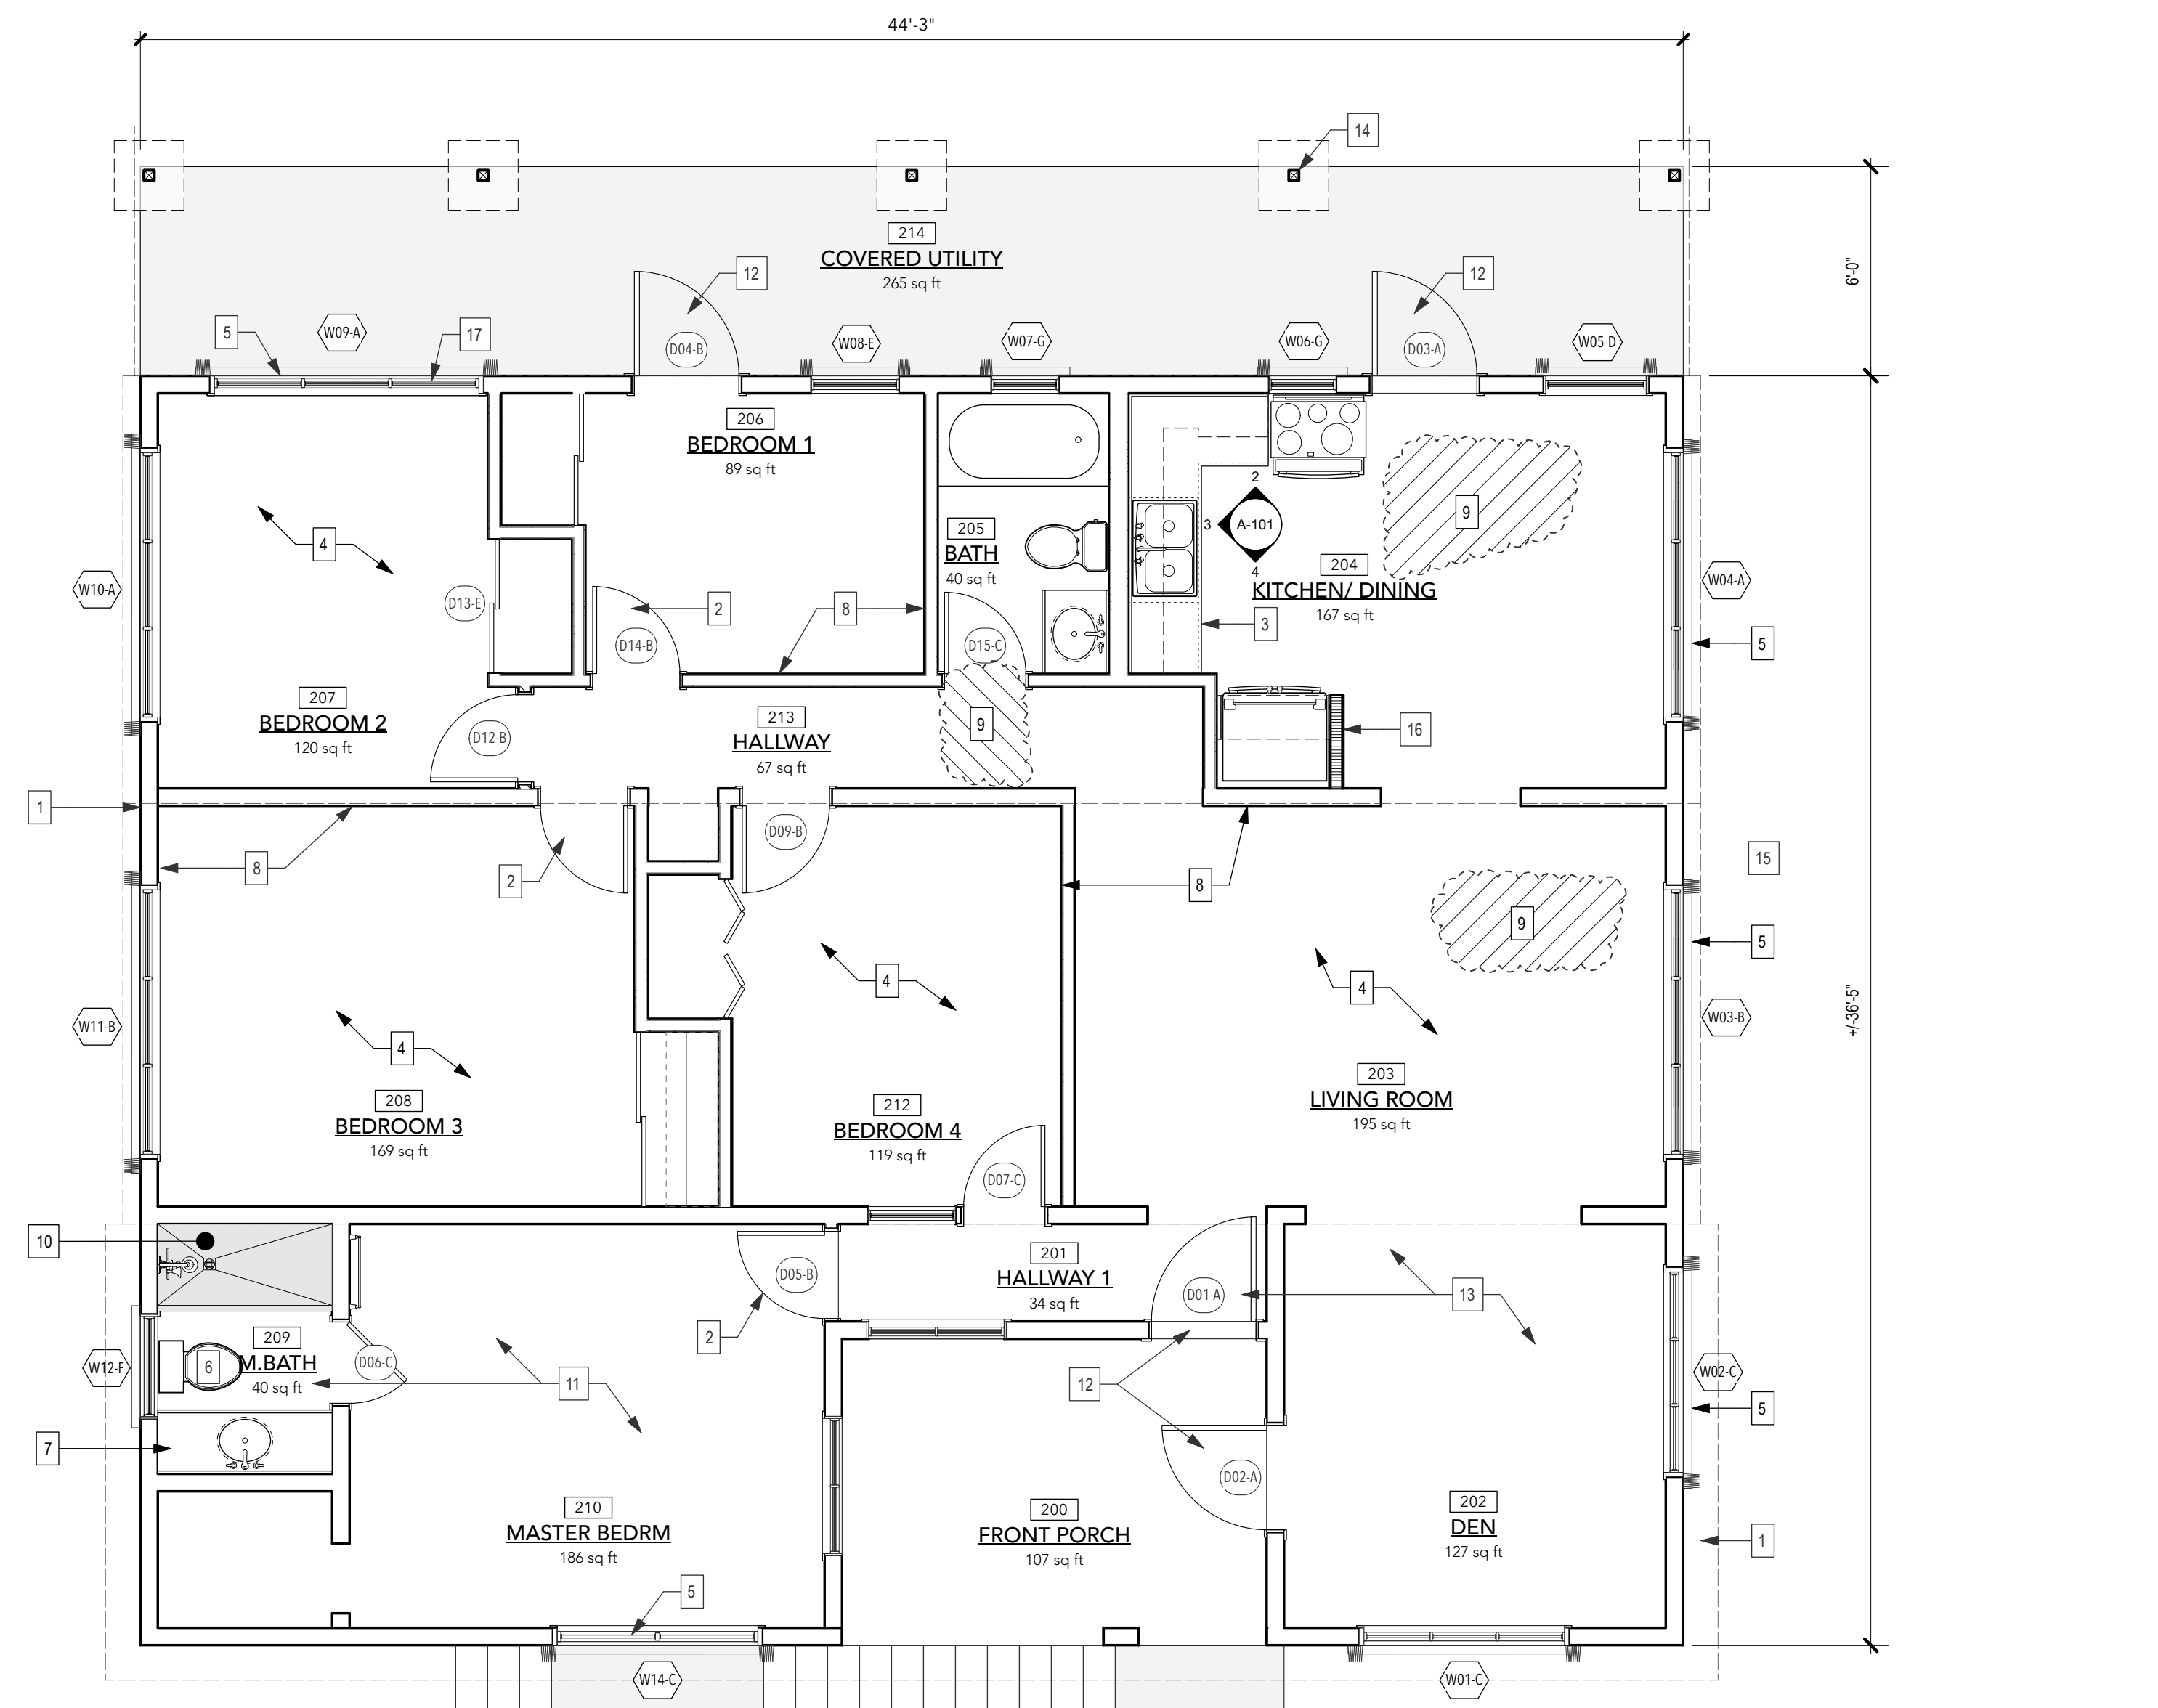 44'-3"
14
214
COVERED UTILITY
265 sq ft
12
12
6'-0"
5
W09-A
17
D04-B
W08-E
W07-G
W06-G
D03-A
W05-D
206
BEDROOM 1
89 sq ft
2
9
3
A-101
4
205
BATH
40 sq ft
204
KITCHEN/ DINING
167 sq ft
4
W10-A
D13-E
2
8
W04-A
D14-B
D15-C
3
5
207
BEDROOM 2
120 sq ft
D12-B
213
HALLWAY
67 sq ft
9
16
1
8
2
D09-B
8
15
9
5
4
4
4
W11-B
W03-B
+/-36'-5"
208
BEDROOM 3
169 sq ft
212
BEDROOM 4
119 sq ft
203
LIVING ROOM
195 sq ft
D07-C
10
201
HALLWAY 1
34 sq ft
D05-B
D01-A
13
2
209
M.BATH
40 sq ft
6
W12-F
D06-C
11
12
W02-C
5
7
D02-A
210
MASTER BEDRM
186 sq ft
200
FRONT PORCH
107 sq ft
202
DEN
127 sq ft
1
5
W14-C
W01-C